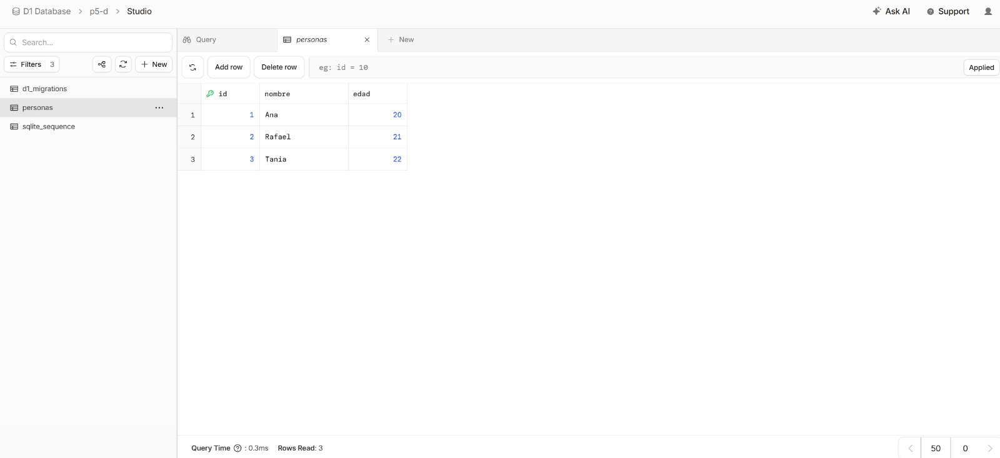 D1 Database > p5-d > Studio
Ask AI Support
Search...
Filters 3 New
d1_migrations
personas
sqlite_sequence
Query personas New
Add row Delete row eg: id = 10 Applied
id nombre edad
1 1 Ana 20
2 2 Rafael 21
3 3 Tania 22
Query Time ? : 0.3ms Rows Read: 3
50 0